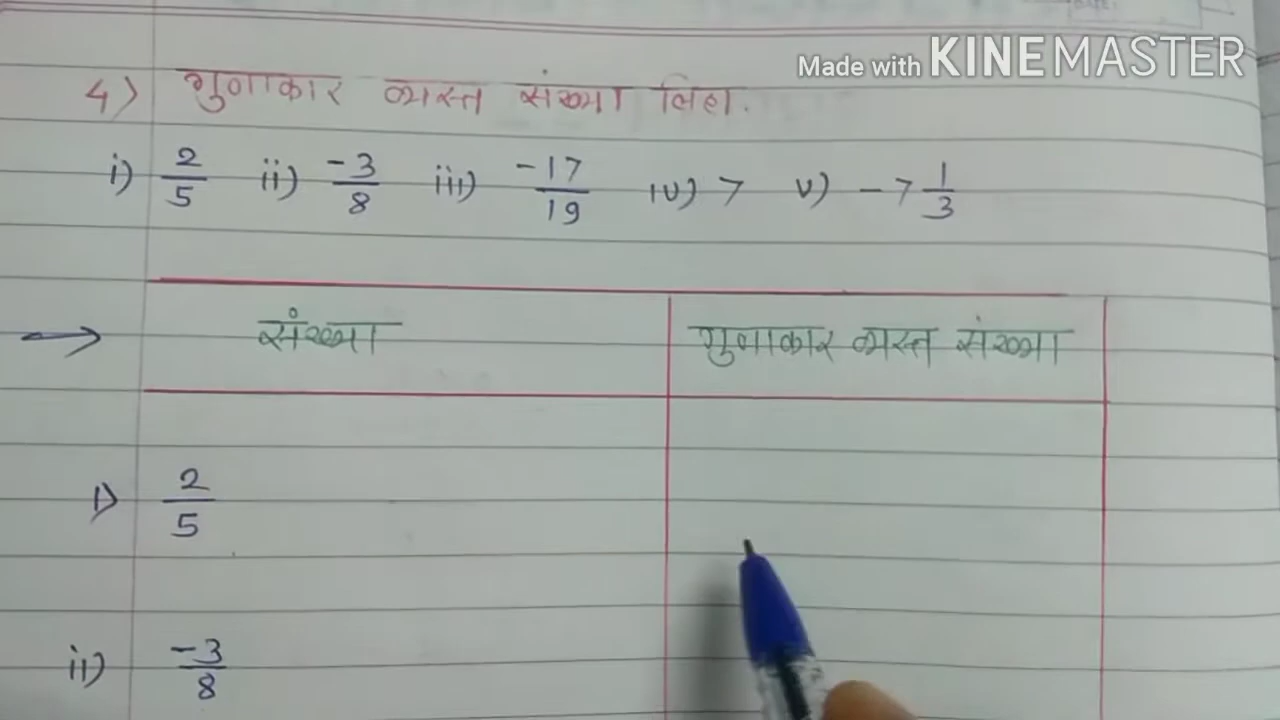 Made with KINEMASTER
4) गुणाकार व्यस्त संख्या लिहा.
i) 2/5 ii) -3/8 iii) -17/19 iv) 7 v) -7 1/3
संख्या गुणाकार व्यस्त संख्या
i) 2/5
ii) -3/8